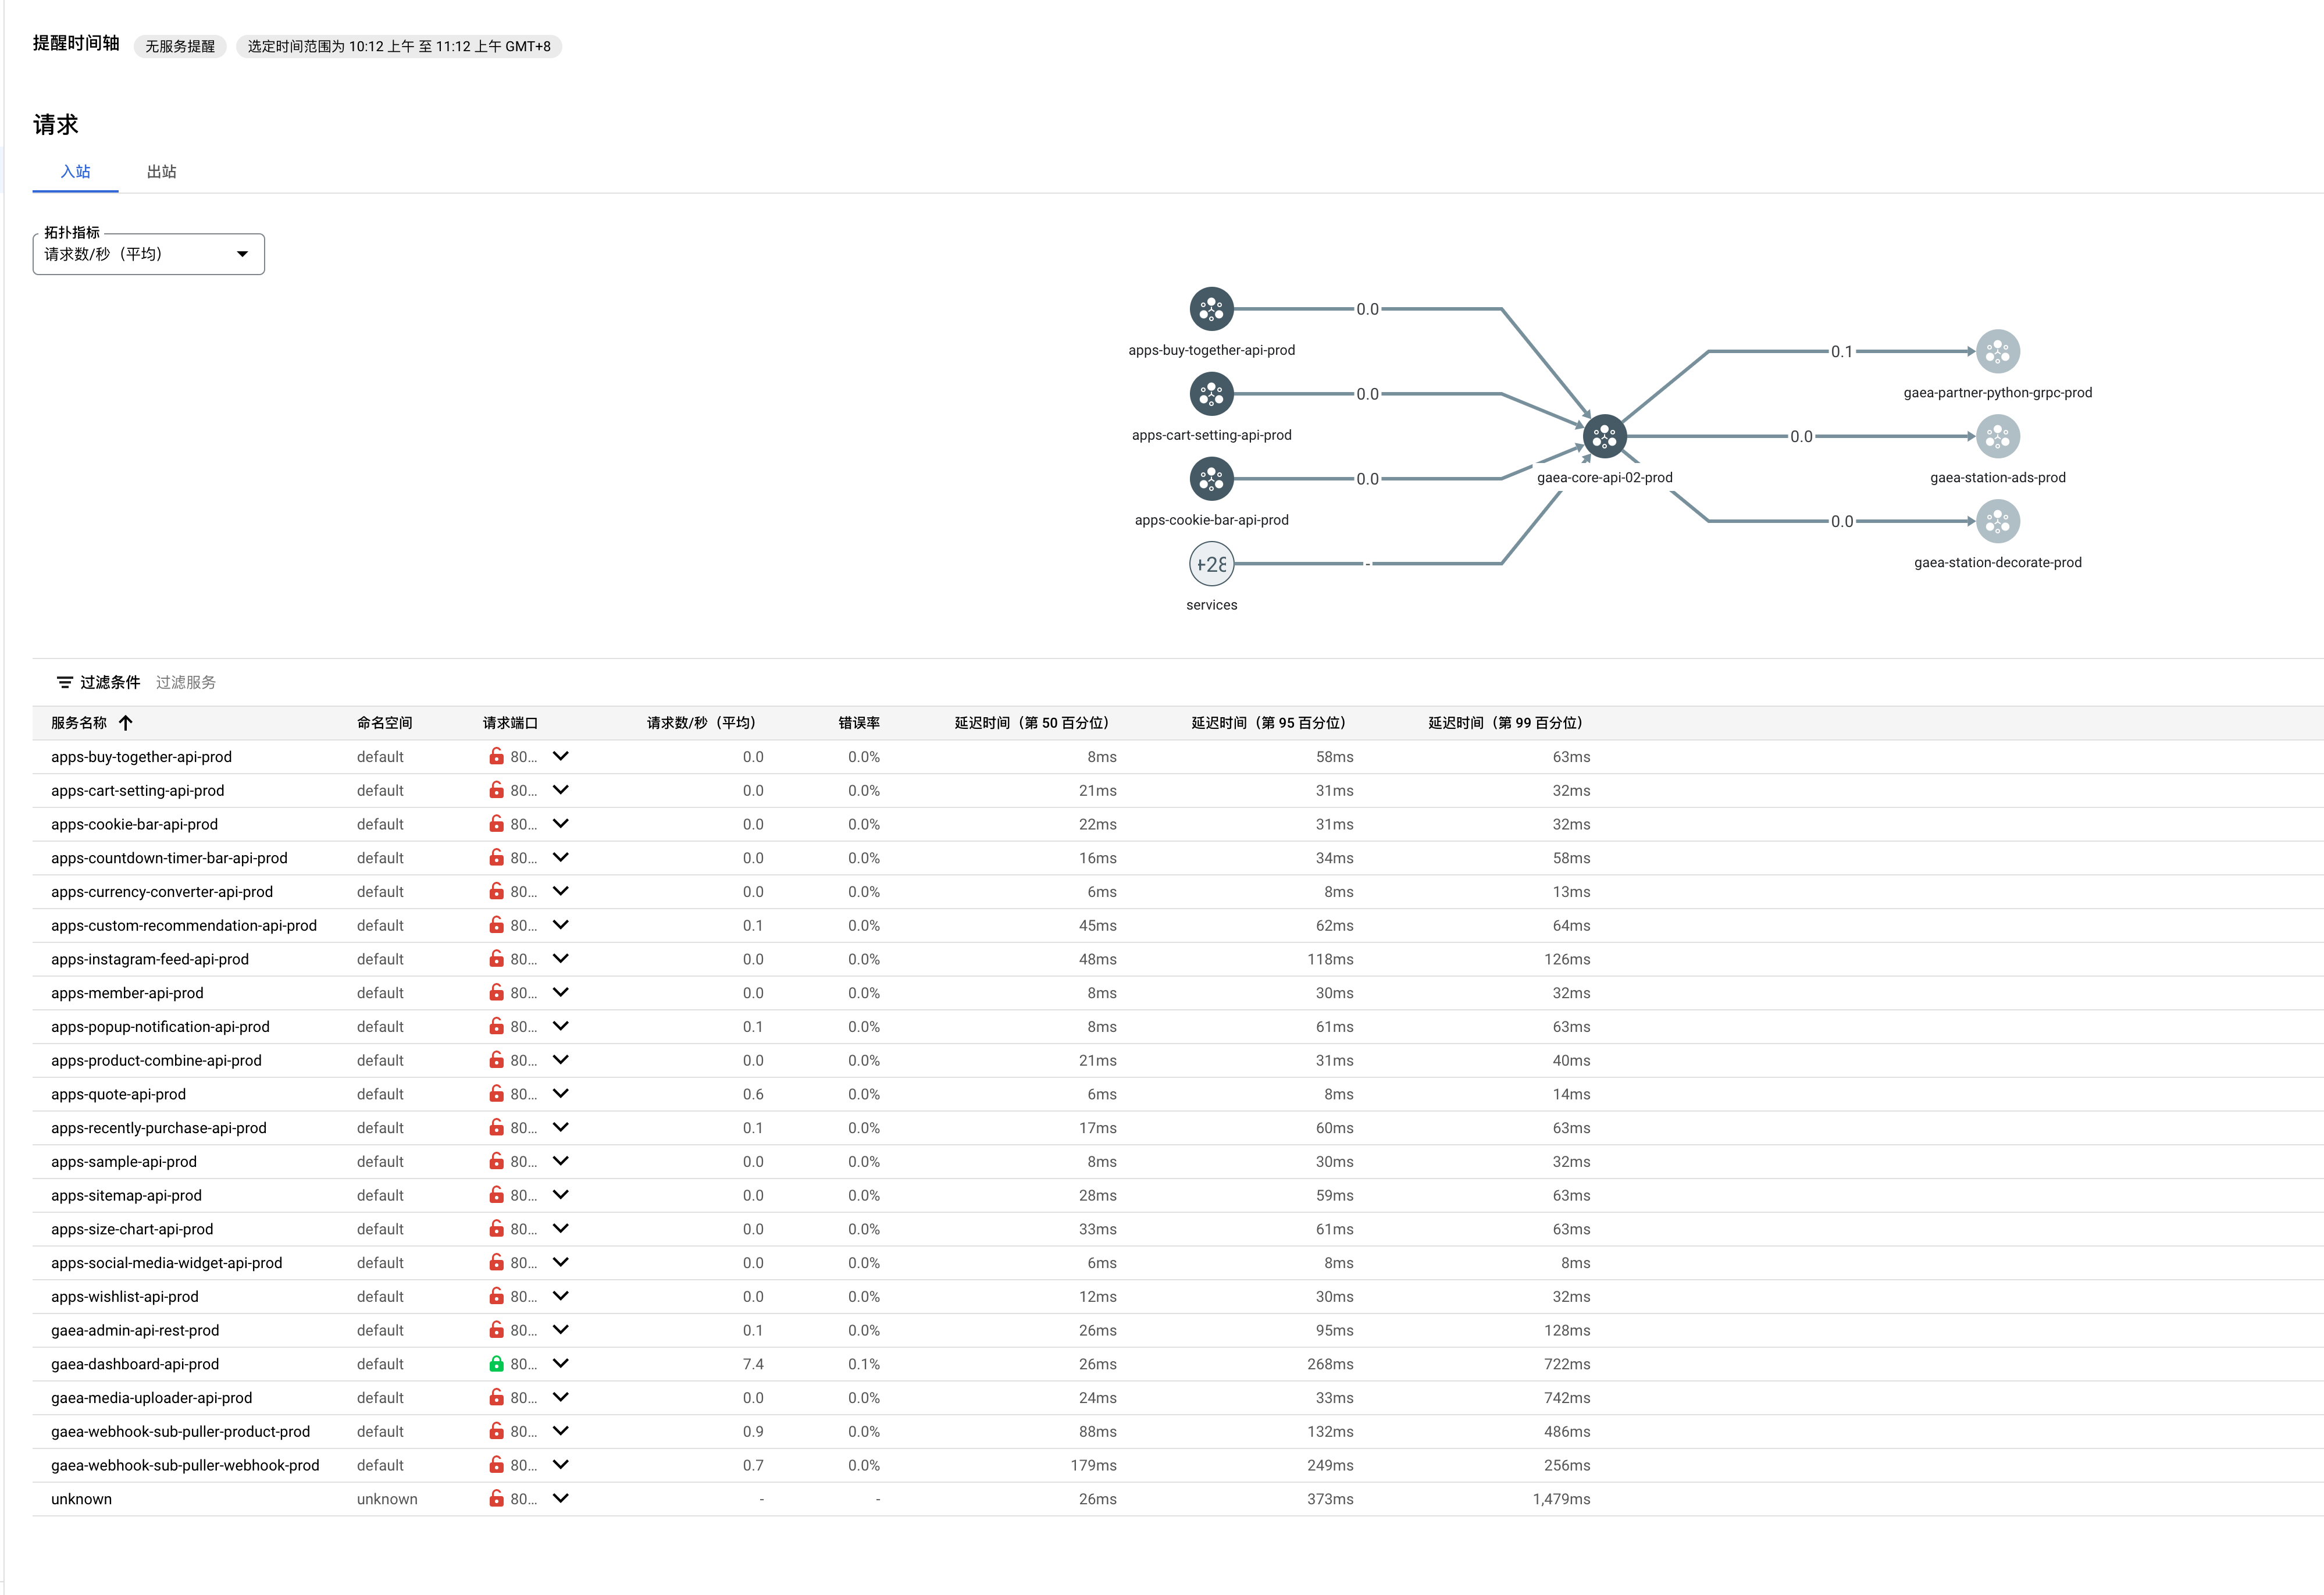 提醒时间轴 无服务提醒 选定时间范围为 10:12 上午 至 11:12 上午 GMT+8
请求
入站 出站
拓扑指标
请求数/秒（平均）
0.0
apps-buy-together-api-prod
0.0
apps-cart-setting-api-prod
0.0
apps-cookie-bar-api-prod
+28 -
services
gaea-core-api-02-prod
0.1
gaea-partner-python-grpc-prod
0.0
gaea-station-ads-prod
0.0
gaea-station-decorate-prod
过滤条件 过滤服务
服务名称 命名空间 请求端口 请求数/秒（平均） 错误率 延迟时间（第 50 百分位） 延迟时间（第 95 百分位） 延迟时间（第 99 百分位）
apps-buy-together-api-prod default 80... 0.0 0.0% 8ms 58ms 63ms
apps-cart-setting-api-prod default 80... 0.0 0.0% 21ms 31ms 32ms
apps-cookie-bar-api-prod default 80... 0.0 0.0% 22ms 31ms 32ms
apps-countdown-timer-bar-api-prod default 80... 0.0 0.0% 16ms 34ms 58ms
apps-currency-converter-api-prod default 80... 0.0 0.0% 6ms 8ms 13ms
apps-custom-recommendation-api-prod default 80... 0.1 0.0% 45ms 62ms 64ms
apps-instagram-feed-api-prod default 80... 0.0 0.0% 48ms 118ms 126ms
apps-member-api-prod default 80... 0.0 0.0% 8ms 30ms 32ms
apps-popup-notification-api-prod default 80... 0.1 0.0% 8ms 61ms 63ms
apps-product-combine-api-prod default 80... 0.0 0.0% 21ms 31ms 40ms
apps-quote-api-prod default 80... 0.6 0.0% 6ms 8ms 14ms
apps-recently-purchase-api-prod default 80... 0.1 0.0% 17ms 60ms 63ms
apps-sample-api-prod default 80... 0.0 0.0% 8ms 30ms 32ms
apps-sitemap-api-prod default 80... 0.0 0.0% 28ms 59ms 63ms
apps-size-chart-api-prod default 80... 0.0 0.0% 33ms 61ms 63ms
apps-social-media-widget-api-prod default 80... 0.0 0.0% 6ms 8ms 8ms
apps-wishlist-api-prod default 80... 0.0 0.0% 12ms 30ms 32ms
gaea-admin-api-rest-prod default 80... 0.1 0.0% 26ms 95ms 128ms
gaea-dashboard-api-prod default 80... 7.4 0.1% 26ms 268ms 722ms
gaea-media-uploader-api-prod default 80... 0.0 0.0% 24ms 33ms 742ms
gaea-webhook-sub-puller-product-prod default 80... 0.9 0.0% 88ms 132ms 486ms
gaea-webhook-sub-puller-webhook-prod default 80... 0.7 0.0% 179ms 249ms 256ms
unknown unknown 80... - - 26ms 373ms 1,479ms